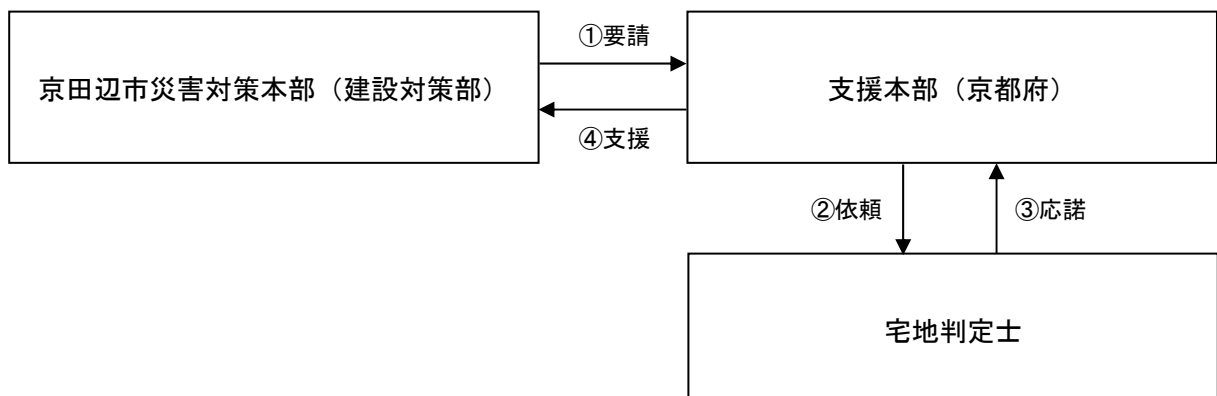 ①要請
京田辺市災害対策本部（建設対策部）
支援本部（京都府）
④支援
②依頼
③応諾
宅地判定士